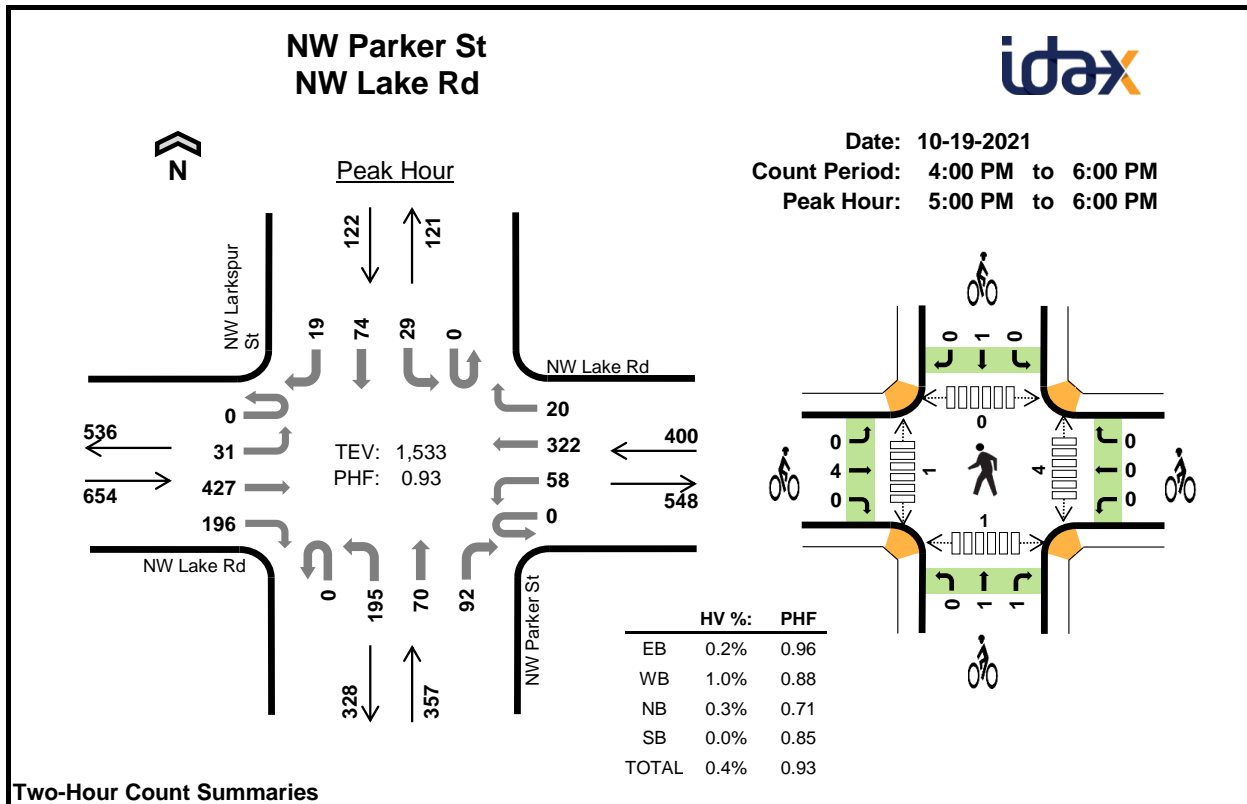 NW Parker St
NW Lake Rd
idax
N
Peak Hour
Date: 10-19-2021
Count Period: 4:00 PM to 6:00 PM
Peak Hour: 5:00 PM to 6:00 PM
122
121
NW Larkspur
St
19
74
29
0
NW Lake Rd
0
31
427
196
536
654
TEV: 1,533
PHF: 0.93
20
322
58
0
400
548
NW Lake Rd
0
195
70
92
NW Parker St
328
357
0
1
0
0
0
4
0
1
4
0
0
0
1
0
1
1
HV %: PHF
EB 0.2% 0.96
WB 1.0% 0.88
NB 0.3% 0.71
SB 0.0% 0.85
TOTAL 0.4% 0.93
Two-Hour Count Summaries